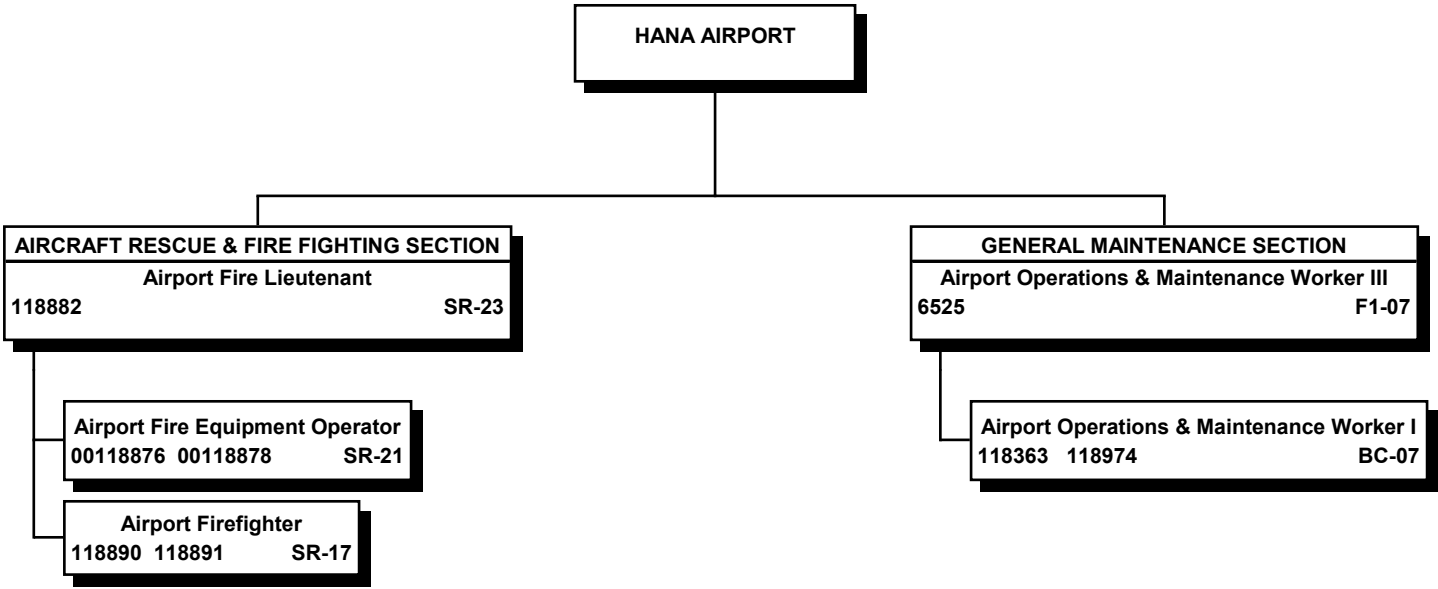 HANA AIRPORT
AIRCRAFT RESCUE & FIRE FIGHTING SECTION
Airport Fire Lieutenant
118882 SR-23
Airport Fire Equipment Operator
00118876 00118878 SR-21
Airport Firefighter
118890 118891 SR-17
GENERAL MAINTENANCE SECTION
Airport Operations & Maintenance Worker III
6525 F1-07
Airport Operations & Maintenance Worker I
118363 118974 BC-07